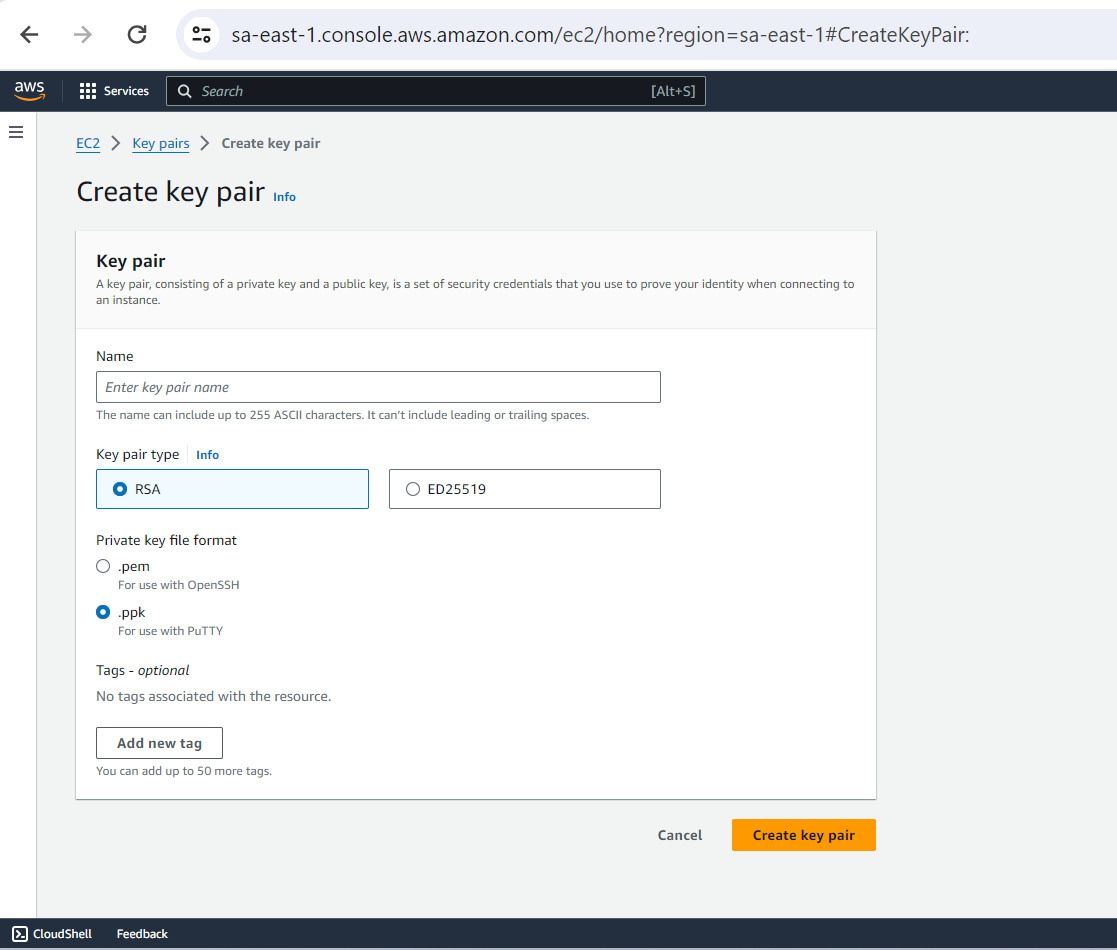 sa-east-1.console.aws.amazon.com/ec2/home?region=sa-east-1#CreateKeyPair:
aws Services Search [Alt+S]
EC2 Key pairs Create key pair
Create key pair Info
Key pair
A key pair, consisting of a private key and a public key, is a set of security credentials that you use to prove your identity when connecting to
an instance.
Name
Enter key pair name
The name can include up to 255 ASCII characters. It can't include leading or trailing spaces.
Key pair type Info
RSA ED25519
Private key file format
.pem
For use with OpenSSH
.ppk
For use with PuTTY
Tags - optional
No tags associated with the resource.
Add new tag
You can add up to 50 more tags.
Cancel Create key pair
CloudShell Feedback